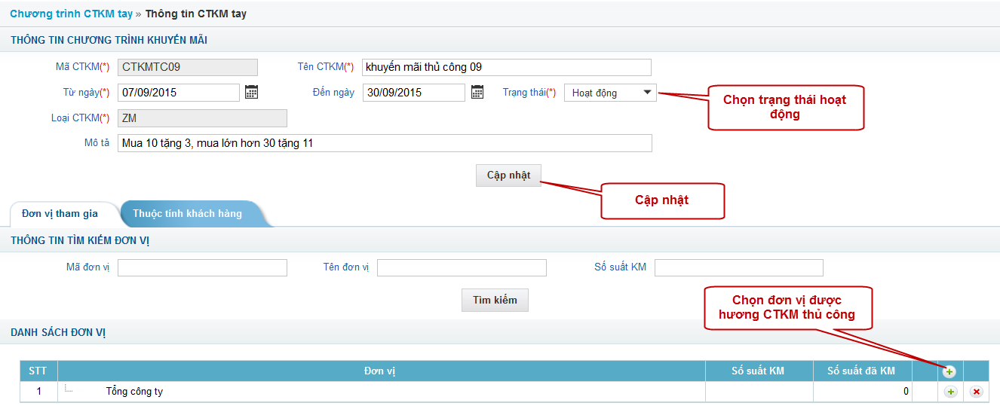 Chương trình CTKM tay » Thông tin CTKM tay
THÔNG TIN CHƯƠNG TRÌNH KHUYẾN MÃI
Mã CTKM(*) CTKMTC09 Tên CTKM(*) khuyến mãi thủ công 09
Từ ngày(*) 07/09/2015 Đến ngày 30/09/2015 Trạng thái(*) Hoạt động
Chọn trạng thái hoạt
động
Loại CTKM(*) ZM
Mô tả Mua 10 tặng 3, mua lớn hơn 30 tặng 11
Cập nhật
Cập nhật
Đơn vị tham gia Thuộc tính khách hàng
THÔNG TIN TÌM KIẾM ĐƠN VỊ
Mã đơn vị Tên đơn vị Số suất KM
Tìm kiếm
Chọn đơn vị được
hương CTKM thủ công
DANH SÁCH ĐƠN VỊ
STT Đơn vị Số suất KM Số suất đã KM
1 Tổng công ty 0